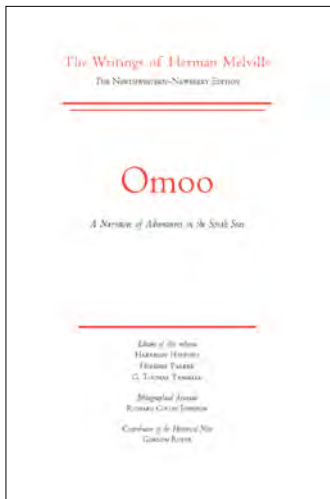 The Writings of Herman Melville
THE NORTHWESTERN-NEWBERRY EDITION
Omoo
A Narrative of Adventures in the South Seas
Editors of this volume
HARRISON HAYFORD
HERSHEL PARKER
G. THOMAS TANSELLE
Bibliographical Associate
RICHARD COLLES JOHNSON
Contributor of the Historical Note
GORDON ROPER